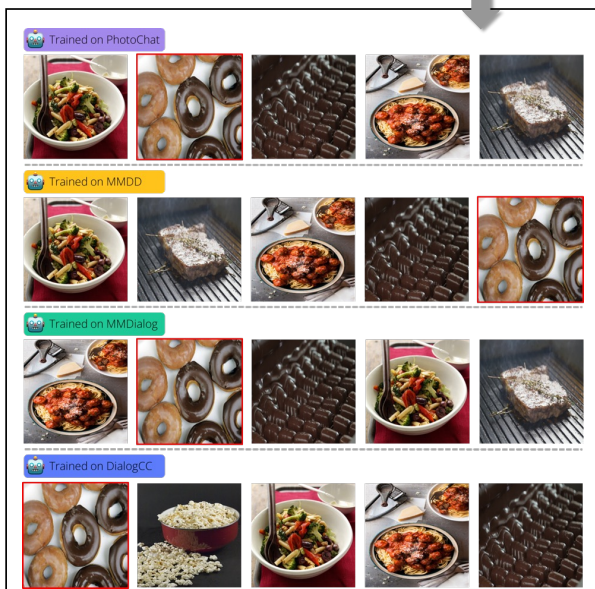 Trained on PhotoChat
Trained on MMDD
Trained on MMDialog
Trained on DialogCC